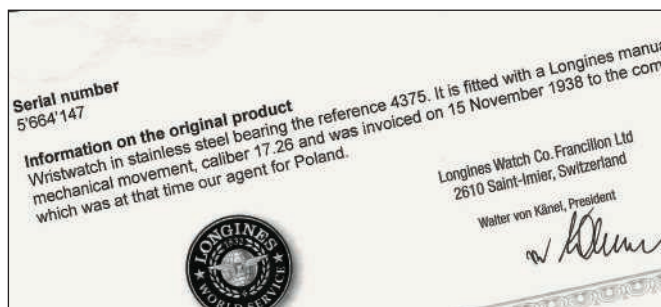 Serial number
5'664'147
Information on the original product
Wristwatch in stainless steel bearing the reference 4375. It is fitted with a Longines
mechanical movement, caliber 17.26 and was invoiced on 15 November 1938 to the
which was at that time our agent for Poland.
Longines Watch Co. Francillon Ltd
2610 Saint-Imier, Switzerland
Walter von Känel, President
LONGINES
1832
WORLD SERVICE